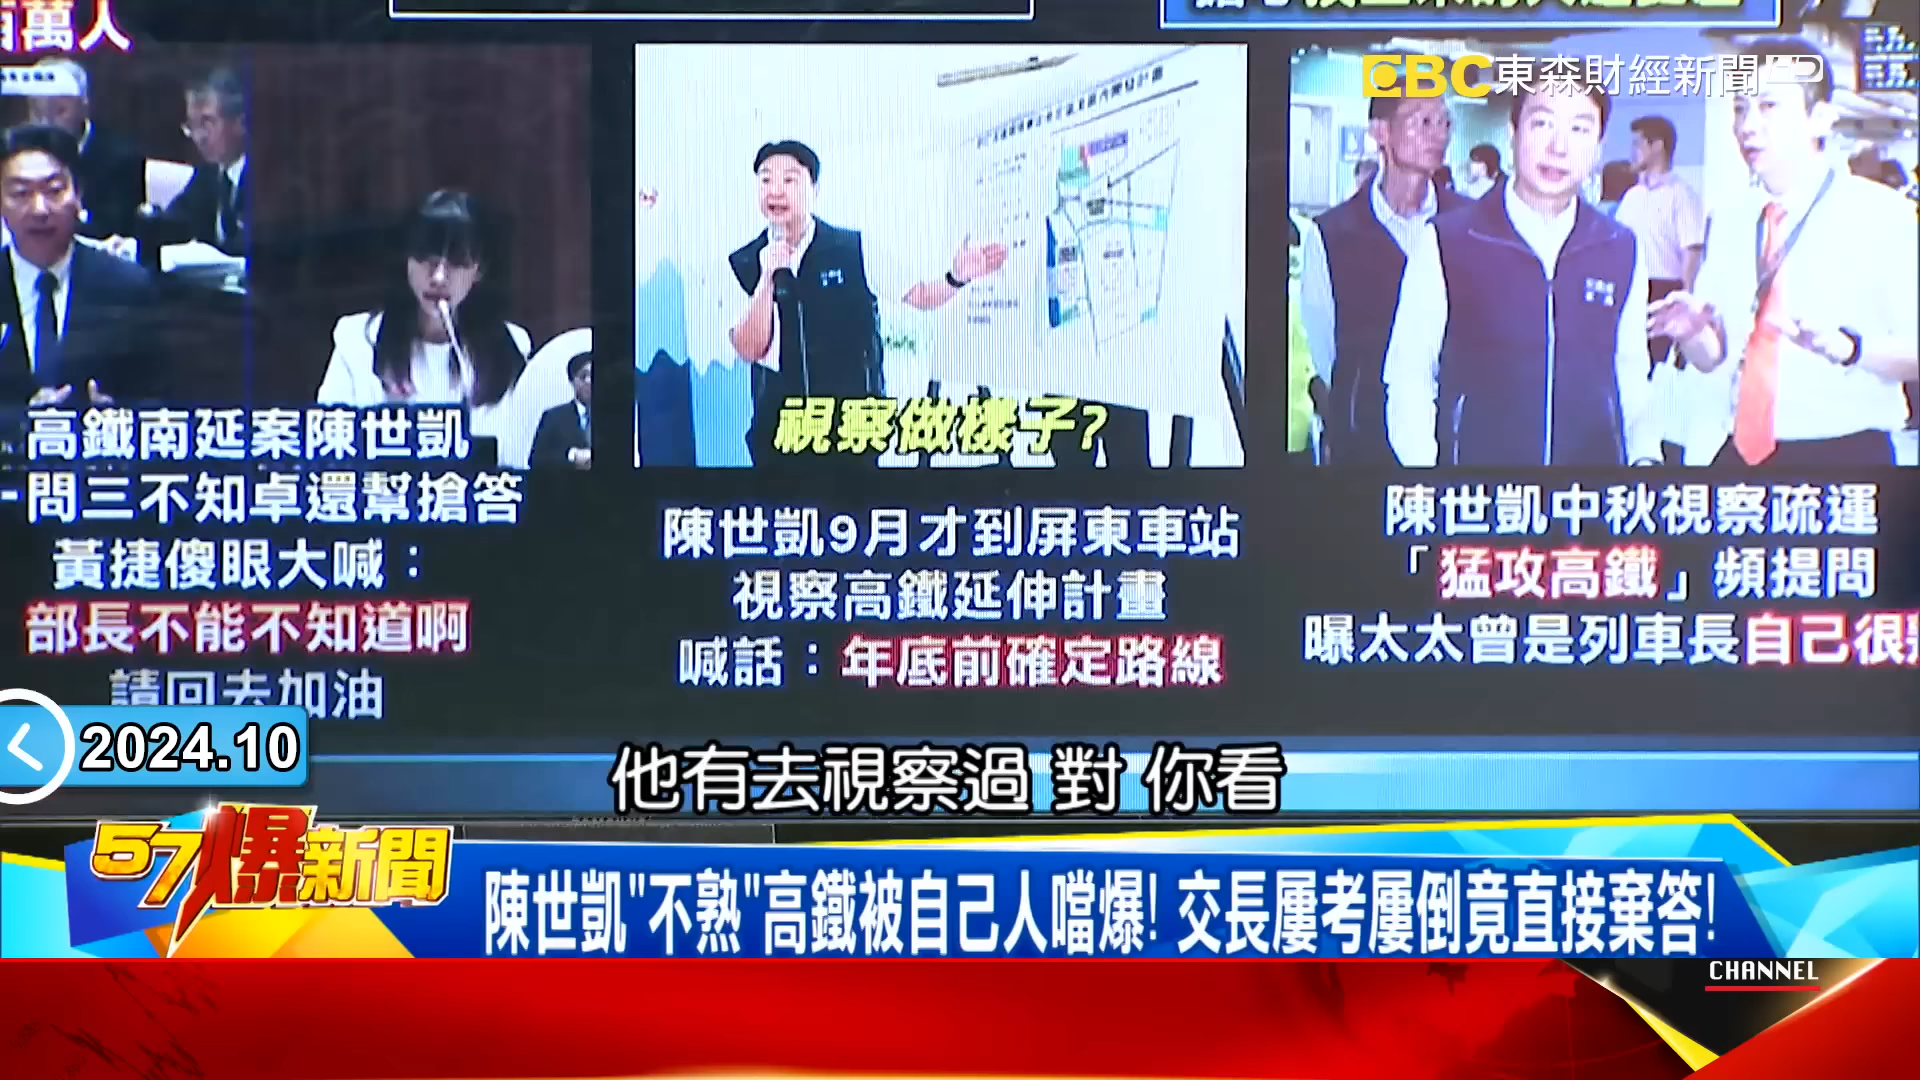 百萬人
EBC 東森財經新聞 HD
高鐵南延案陳世凱
一問三不知卓還幫搶答
黃捷傻眼大喊：
部長不能不知道啊
請回去加油
視察做樣子?
陳世凱9月才到屏東車站
視察高鐵延伸計畫
喊話：年底前確定路線
陳世凱中秋視察疏運
「猛攻高鐵」頻提問
曝太太曾是列車長自己很
2024.10
他有去視察過 對 你看
57爆新聞
陳世凱"不熟"高鐵被自己人噹爆! 交長屢考屢倒竟直接棄答!
CHANNEL